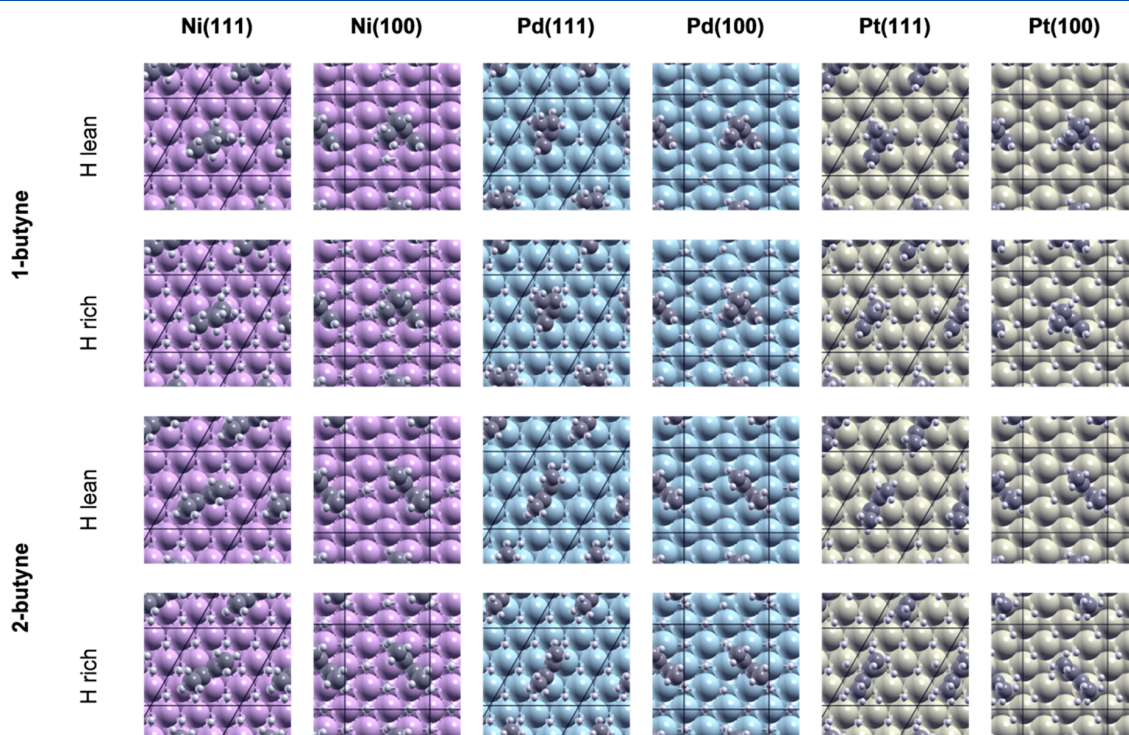 Ni(111) Ni(100) Pd(111) Pd(100) Pt(111) Pt(100)
1-butyne
H lean
H rich
2-butyne
H lean
H rich